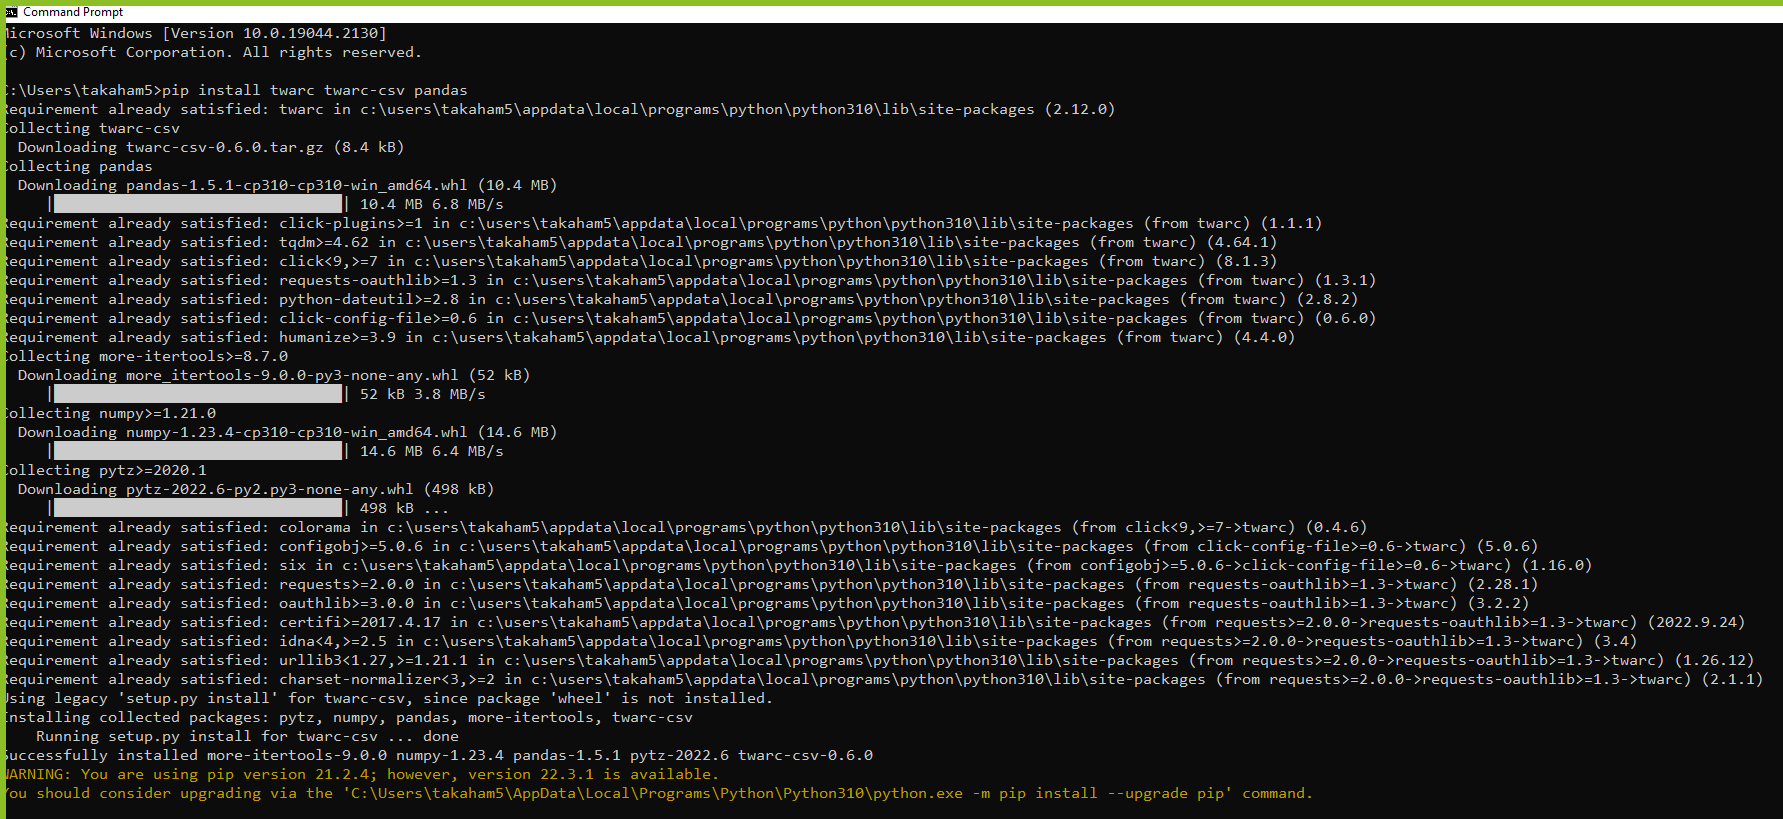 Command Prompt
Microsoft Windows [Version 10.0.19044.2130]
(c) Microsoft Corporation. All rights reserved.
C:\Users\takaham5>pip install twarc twarc-csv pandas
Requirement already satisfied: twarc in c:\users\takaham5\appdata\local\programs\python\python310\lib\site-packages (2.12.0)
Collecting twarc-csv
Downloading twarc-csv-0.6.0.tar.gz (8.4 kB)
Collecting pandas
Downloading pandas-1.5.1-cp310-cp310-win_amd64.whl (10.4 MB)
| | 10.4 MB 6.8 MB/s
Requirement already satisfied: click-plugins>=1 in c:\users\takaham5\appdata\local\programs\python\python310\lib\site-packages (from twarc) (1.1.1)
Requirement already satisfied: tqdm>=4.62 in c:\users\takaham5\appdata\local\programs\python\python310\lib\site-packages (from twarc) (4.64.1)
Requirement already satisfied: click<9,>=7 in c:\users\takaham5\appdata\local\programs\python\python310\lib\site-packages (from twarc) (8.1.3)
Requirement already satisfied: requests-oauthlib>=1.3 in c:\users\takaham5\appdata\local\programs\python\python310\lib\site-packages (from twarc) (1.3.1)
Requirement already satisfied: python-dateutil>=2.8 in c:\users\takaham5\appdata\local\programs\python\python310\lib\site-packages (from twarc) (2.8.2)
Requirement already satisfied: click-config-file>=0.6 in c:\users\takaham5\appdata\local\programs\python\python310\lib\site-packages (from twarc) (0.6.0)
Requirement already satisfied: humanize>=3.9 in c:\users\takaham5\appdata\local\programs\python\python310\lib\site-packages (from twarc) (4.4.0)
Collecting more-itertools>=8.7.0
Downloading more_itertools-9.0.0-py3-none-any.whl (52 kB)
| | 52 kB 3.8 MB/s
Collecting numpy>=1.21.0
Downloading numpy-1.23.4-cp310-cp310-win_amd64.whl (14.6 MB)
| | 14.6 MB 6.4 MB/s
Collecting pytz>=2020.1
Downloading pytz-2022.6-py2.py3-none-any.whl (498 kB)
| | 498 kB ...
Requirement already satisfied: colorama in c:\users\takaham5\appdata\local\programs\python\python310\lib\site-packages (from click<9,>=7->twarc) (0.4.6)
Requirement already satisfied: configobj>=5.0.6 in c:\users\takaham5\appdata\local\programs\python\python310\lib\site-packages (from click-config-file>=0.6->twarc) (5.0.6)
Requirement already satisfied: six in c:\users\takaham5\appdata\local\programs\python\python310\lib\site-packages (from configobj>=5.0.6->click-config-file>=0.6->twarc) (1.16.0)
Requirement already satisfied: requests>=2.0.0 in c:\users\takaham5\appdata\local\programs\python\python310\lib\site-packages (from requests-oauthlib>=1.3->twarc) (2.28.1)
Requirement already satisfied: oauthlib>=3.0.0 in c:\users\takaham5\appdata\local\programs\python\python310\lib\site-packages (from requests-oauthlib>=1.3->twarc) (3.2.2)
Requirement already satisfied: certifi>=2017.4.17 in c:\users\takaham5\appdata\local\programs\python\python310\lib\site-packages (from requests>=2.0.0->requests-oauthlib>=1.3->twarc) (2022.9.24)
Requirement already satisfied: idna<4,>=2.5 in c:\users\takaham5\appdata\local\programs\python\python310\lib\site-packages (from requests>=2.0.0->requests-oauthlib>=1.3->twarc) (3.4)
Requirement already satisfied: urllib3<1.27,>=1.21.1 in c:\users\takaham5\appdata\local\programs\python\python310\lib\site-packages (from requests>=2.0.0->requests-oauthlib>=1.3->twarc) (1.26.12)
Requirement already satisfied: charset-normalizer<3,>=2 in c:\users\takaham5\appdata\local\programs\python\python310\lib\site-packages (from requests>=2.0.0->requests-oauthlib>=1.3->twarc) (2.1.1)
Using legacy 'setup.py install' for twarc-csv, since package 'wheel' is not installed.
Installing collected packages: pytz, numpy, pandas, more-itertools, twarc-csv
Running setup.py install for twarc-csv ... done
Successfully installed more-itertools-9.0.0 numpy-1.23.4 pandas-1.5.1 pytz-2022.6 twarc-csv-0.6.0
WARNING: You are using pip version 21.2.4; however, version 22.3.1 is available.
You should consider upgrading via the 'C:\Users\takaham5\AppData\Local\Programs\Python\Python310\python.exe -m pip install --upgrade pip' command.